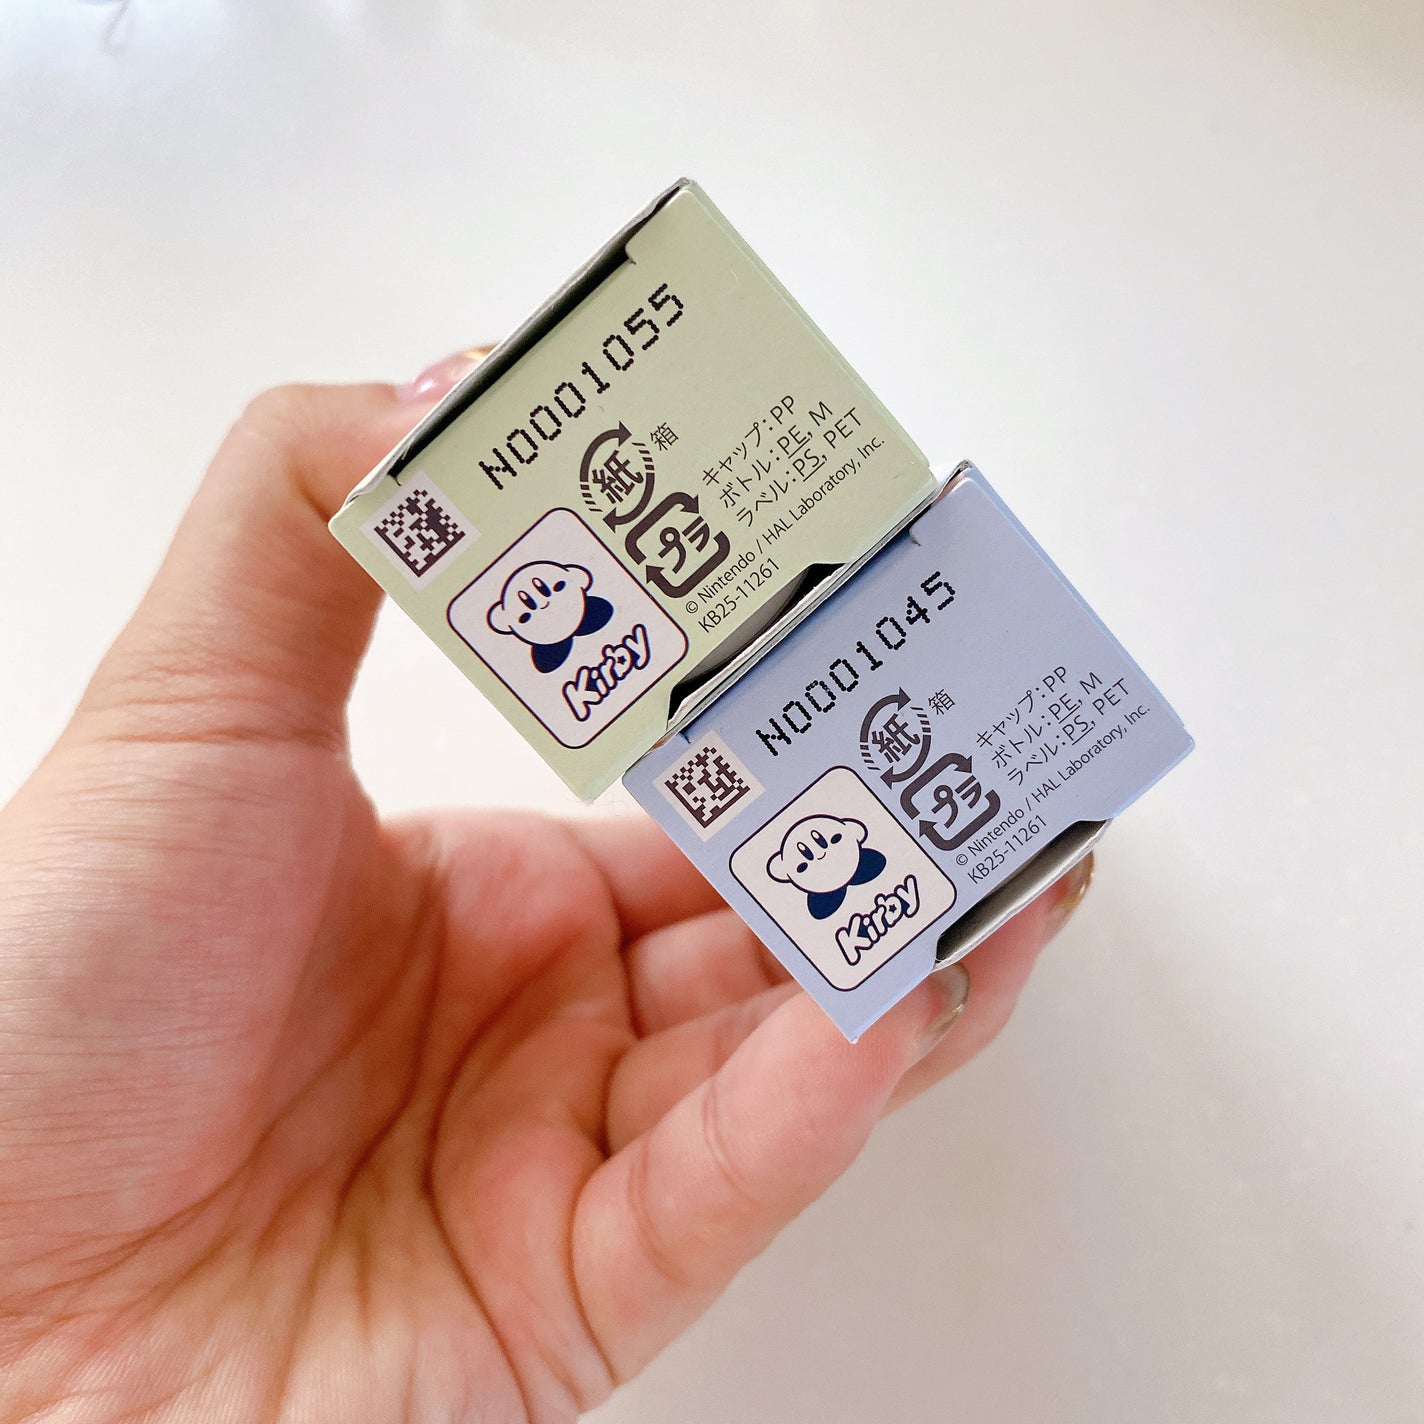 N0001055
紙
箱
プラ
キャップ：PP
ボトル：PE, M
ラベル：PS, PET
© Nintendo / HAL Laboratory, Inc.
KB25-11261
Kirby
N0001045
紙
箱
プラ
キャップ：PP
ボトル：PE, M
ラベル：PS, PET
© Nintendo / HAL Laboratory, Inc.
KB25-11261
Kirby